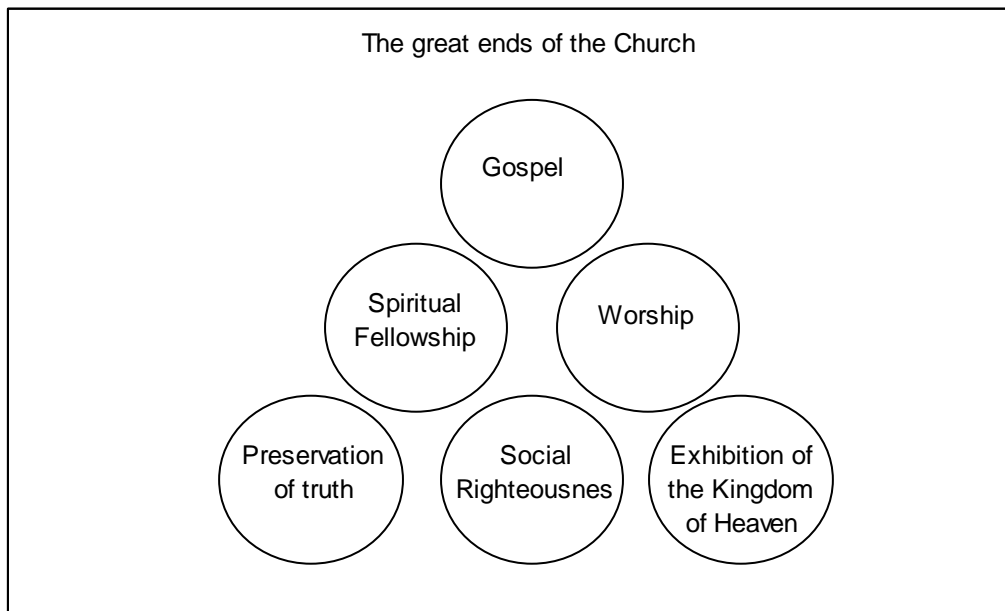 The great ends of the Church
Gospel
Spiritual
Fellowship
Worship
Preservation
of truth
Social
Righteousnes
Exhibition of
the Kingdom
of Heaven